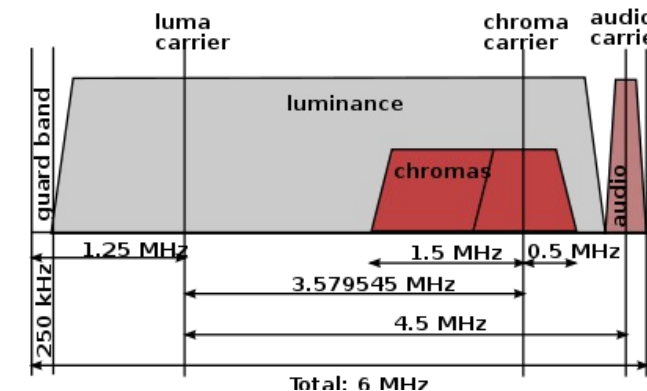 luma
carrier
chroma
carrier
audio
carrie
guard band
luminance
chromas
audio
1.25 MHz
1.5 MHz
0.5 MHz
250 kHz
3.579545 MHz
4.5 MHz
Total: 6 MHz